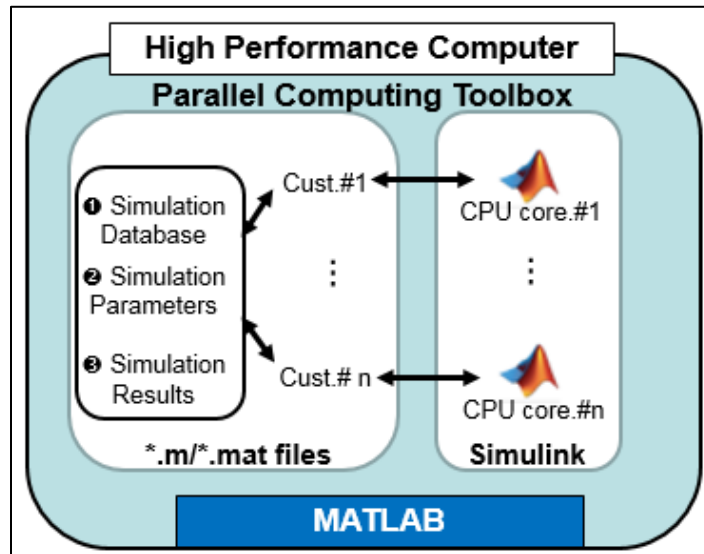 High Performance Computer
Parallel Computing Toolbox
❶ Simulation
Database
❷ Simulation
Parameters
❸ Simulation
Results
Cust.#1
⋮
Cust.# n
*.m/*.mat files
CPU core.#1
⋮
CPU core.#n
Simulink
MATLAB